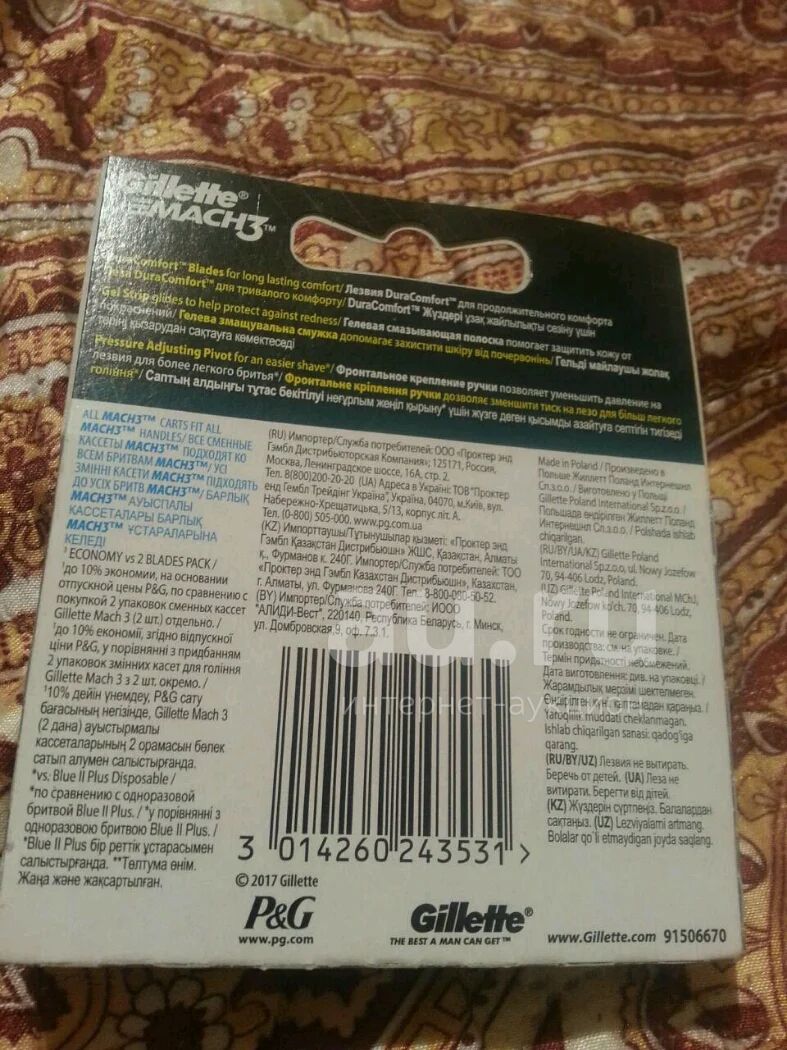 Gillette®
MACH3™
Comfort™ Blades for long lasting comfort/ Лезвия DuraComfort™ для продолжительного комфорта
Леза DuraComfort™ для тривалого комфорту/ DuraComfort™ Жүздері ұзақ жайлылықты сезіну үшін
Gel Strip glides to help protect against redness/ Гелевая смазывающая полоска помогает защитить кожу от
покраснений/ Гелева змащувальна смужка допомагає захистити шкіру від почервонінь/ Гельді майлаушы жолақ
терінің қызарудан сақтауға көмектеседі
Pressure Adjusting Pivot for an easier shave*/ Фронтальное крепление ручки позволяет уменьшить давление на
лезвия для более легкого бритья*/ Фронтальне кріплення ручки дозволяє зменшити тиск на лезо для більш легкого
гоління*/ Саптың алдыңғы тұтас бекітілуі неғұрлым жеңіл қырыну* үшін жүзге деген қысымды азайтуға септігін тигізеді
ALL MACH3™ CARTS FIT ALL
MACH3™ HANDLES/ ВСЕ СМЕННЫЕ
КАССЕТЫ MACH3™ ПОДХОДЯТ КО
ВСЕМ БРИТВАМ MACH3™/ УСІ
ЗМІННІ КАСЕТИ MACH3™ ПІДХОДЯТЬ
ДО УСІХ БРИТВ MACH3™/ БАРЛЫҚ
MACH3™ АУЫСПАЛЫ
КАССЕТАЛАРЫ БАРЛЫҚ
MACH3™ ҰСТАРАЛАРЫНА
КЕЛЕДІ
¹ ECONOMY vs 2 BLADES PACK /
¹до 10% экономии, на основании
отпускной цены P&G, по сравнению с
покупкой 2 упаковок сменных кассет
Gillette Mach 3 (2 шт.) отдельно. /
¹до 10% економії, згідно відпускної
ціни P&G, у порівнянні з придбанням
2 упаковок змінних касет для гоління
Gillette Mach 3 з 2 шт. окремо. /
¹10% дейін үнемдеу, P&G сату
бағасының негізінде, Gillette Mach 3
(2 дана) ауыстырмалы
кассеталарының 2 орамасын бөлек
сатып алумен салыстырғанда.
*vs. Blue II Plus Disposable /
*по сравнению с одноразовой
бритвой Blue II Plus. / *у порівнянні з
одноразовою бритвою Blue II Plus. /
*Blue II Plus бір реттік ұстарасымен
салыстырғанда. **Төлтума өнім.
Жаңа және жақсартылған.
(RU) Импортер/Служба потребителей: ООО «Проктер энд
Гэмбл Дистрибьюторская Компания»; 125171, Россия,
Москва, Ленинградское шоссе, 16А, стр. 2.
Тел. 8(800)200-20-20 (UA) Адреса в Україні: ТОВ "Проктер
енд Гембл Трейдінг Україна", Україна, 04070, м.Київ, вул.
Набережно-Хрещатицька, 5/13, корпус літ. А.
Тел. (0-800) 505-000. www.pg.com.ua
(KZ) Импорттаушы/Тұтынушылар қызметі: «Проктер энд
Гэмбл Қазақстан Дистрибьюшн» ЖШС, Қазақстан, Алматы
қ., Фурманов к. 240Г. Импортер/Служба потребителей: ТОО
«Проктер энд Гэмбл Казахстан Дистрибьюшн», Казахстан,
г. Алматы, ул. Фурманова 240Г Тел.: 8-800-000-50-52.
(BY) Импортер/Служба потребителей: ИООО
"АЛИДИ-Вест", 220140, Республика Беларусь, г. Минск,
ул. Домбровская,9, оф. 7.3.1.
Made in Poland / Произведено в
Польше Жиллетт Поланд Интернешнл
Сп.з.о.о. / Виготовлено у Польщі
Gillette Poland International Sp.z.o.o. /
Польшада өндірілген Жиллетт Поланд
Интернешнл Сп.з.о.о. / Polshada ishlab
chiqarilgan.
(RU/BY/UA/KZ) Gillette Poland
International Sp.z.o.o, ul. Nowy Jozefow
70, 94-406 Lodz, Poland.
(UZ) Gillette Poland International MChJ,
Nowy Jozefow ko'ch. 70, 94-406 Lodz,
Poland.
Срок годности не ограничен. Дата
производства: см. на упаковке. /
Термін придатності необмежений.
Дата виготовлення: див. на упаковці. /
Жарамдылық мерзімі шектелмеген.
Өндірілген күні қаптамадан қараңыз. /
Yaroqlilik muddati cheklanmagan.
Ishlab chiqarilgan sanasi: qadog'iga
qarang.
(RU/BY/UZ) Лезвия не вытирать.
Беречь от детей. (UA) Леза не
витирати. Берегти від дітей.
(KZ) Жүздерін сүртпеңіз. Балалардан
сақтаңыз. (UZ) Lezviyalarni artmang.
Bolalar qo'li etmaydigan joyda saqlang.
au.ru
интернет-аукцион
3 014260 243531 >
© 2017 Gillette
P&G
www.pg.com
Gillette®
THE BEST A MAN CAN GET™
www.Gillette.com 91506670